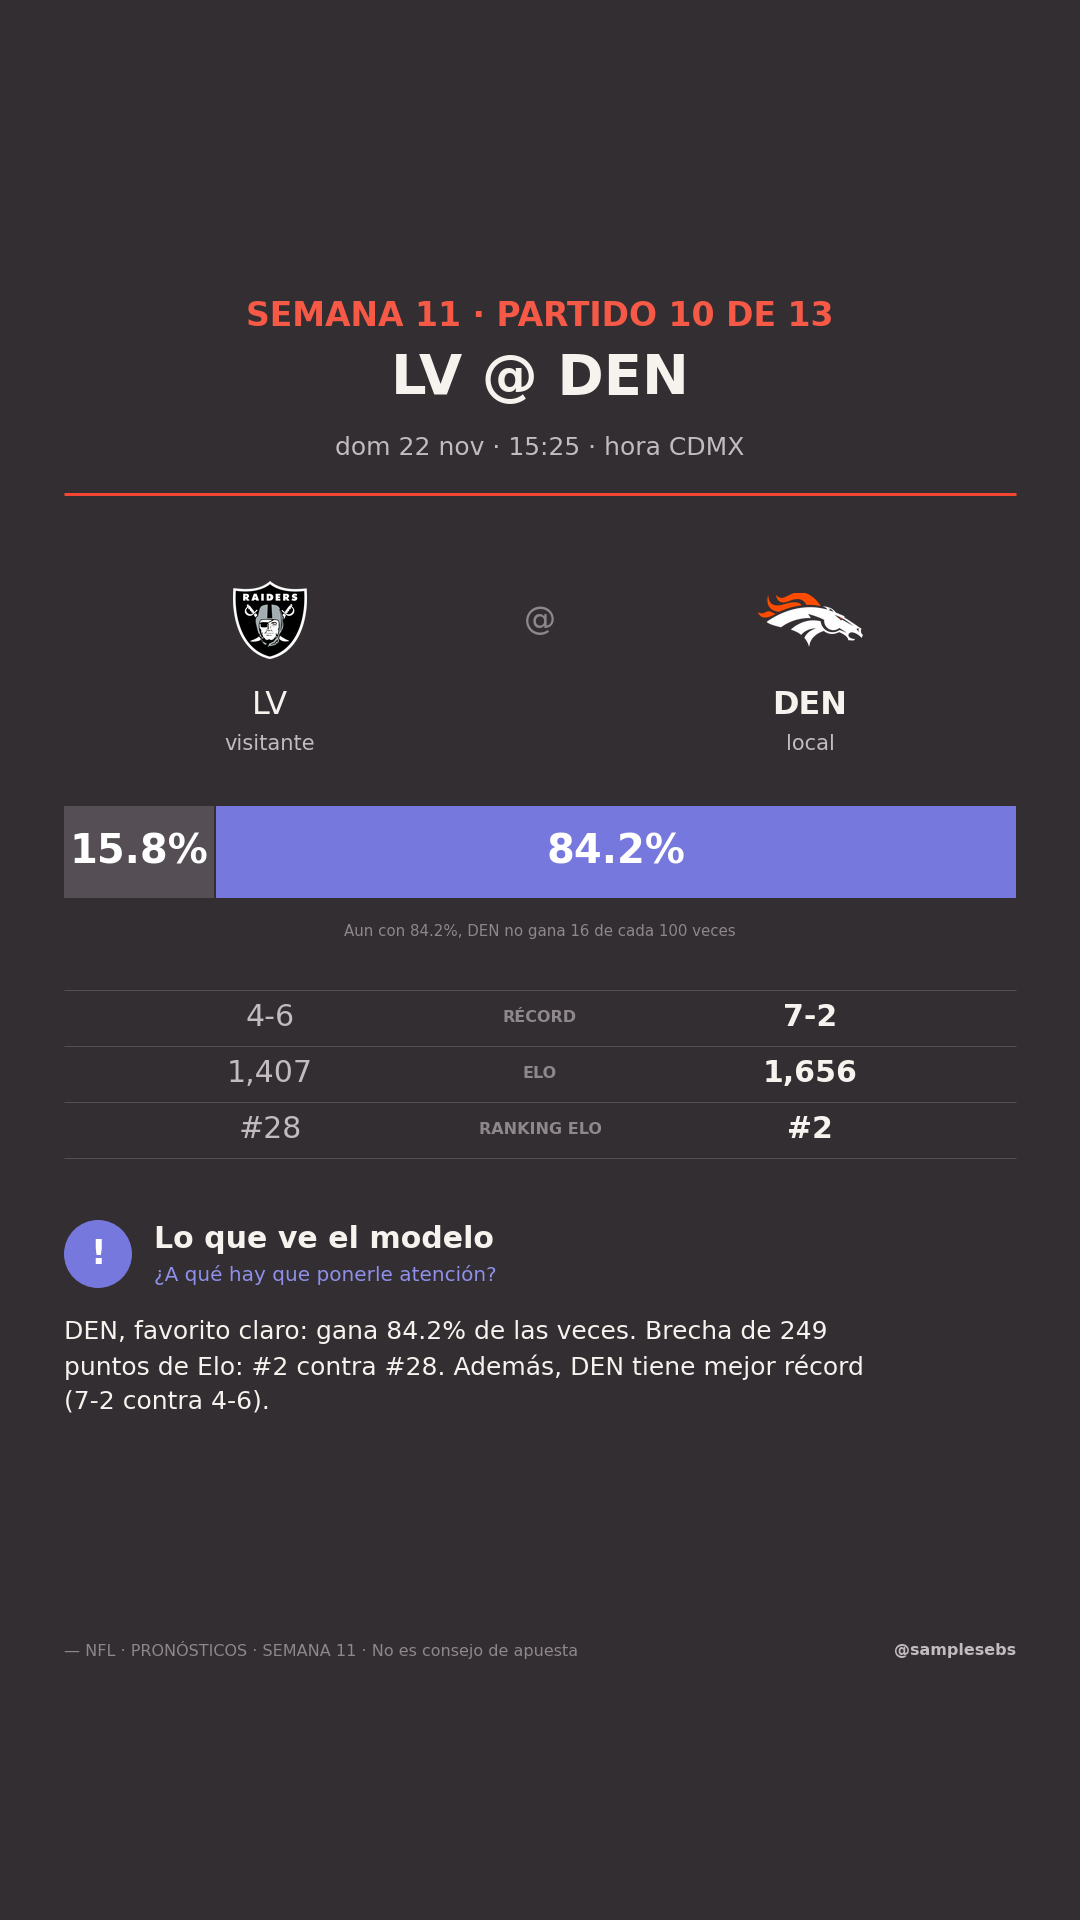 SEMANA 11 · PARTIDO 10 DE 13
LV @ DEN
dom 22 nov · 15:25 · hora CDMX
RAIDERS
@
LV
DEN
visitante
local
15.8%
84.2%
Aun con 84.2%, DEN no gana 16 de cada 100 veces
4-6 RÉCORD 7-2
1,407 ELO 1,656
#28 RANKING ELO #2
!
Lo que ve el modelo
¿A qué hay que ponerle atención?
DEN, favorito claro: gana 84.2% de las veces. Brecha de 249
puntos de Elo: #2 contra #28. Además, DEN tiene mejor récord
(7-2 contra 4-6).
— NFL · PRONÓSTICOS · SEMANA 11 · No es consejo de apuesta
@samplesebs